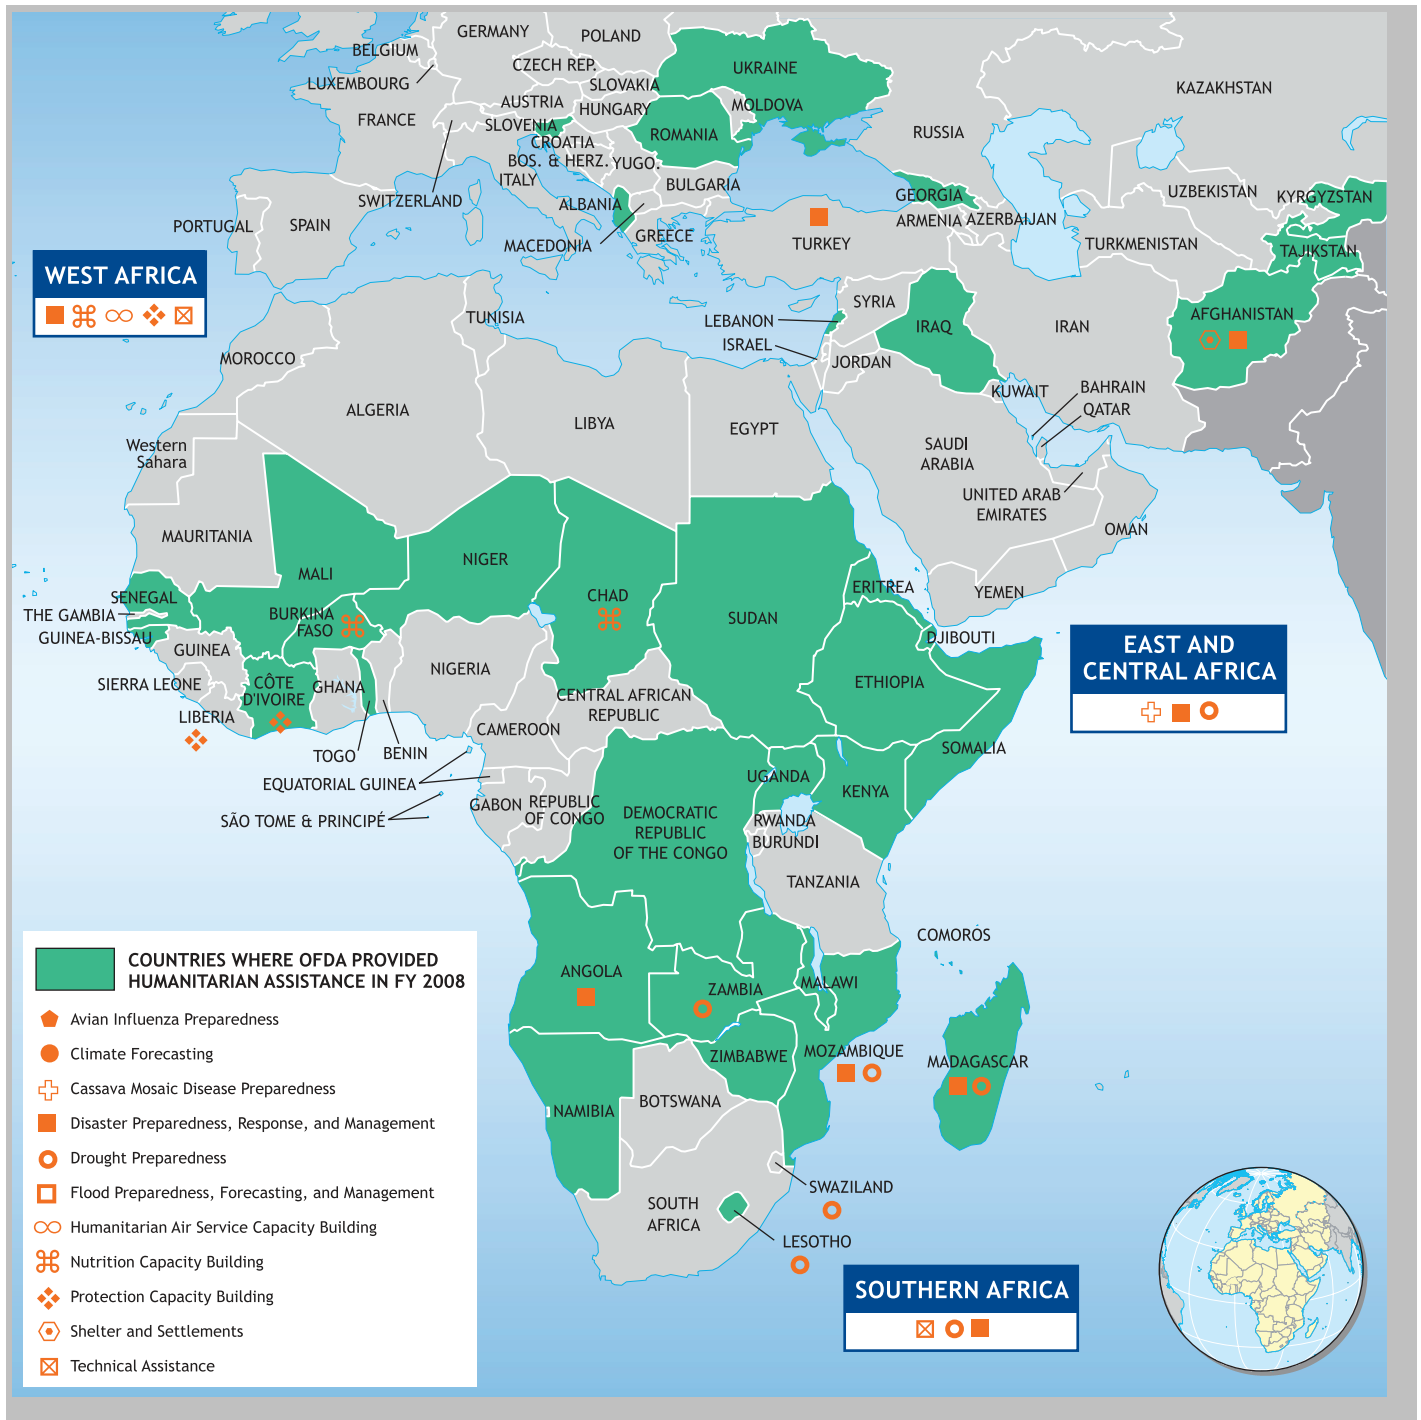 GERMANY
POLAND
BELGIUM
CZECH REP.
UKRAINE
LUXEMBOURG
SLOVAKIA
KAZAKHSTAN
AUSTRIA
HUNGARY
MOLDOVA
FRANCE
SLOVENIA
ROMANIA
RUSSIA
CROATIA
BOS. & HERZ.
YUGO.
ITALY
BULGARIA
SWITZERLAND
ALBANIA
GEORGIA
UZBEKISTAN
KYRGYZSTAN
PORTUGAL
SPAIN
MACEDONIA
GREECE
TURKEY
ARMENIA
AZERBAIJAN
TURKMENISTAN
TAJIKSTAN
WEST AFRICA
TUNISIA
SYRIA
LEBANON
IRAQ
IRAN
AFGHANISTAN
ISRAEL
JORDAN
MOROCCO
KUWAIT
BAHRAIN
QATAR
ALGERIA
LIBYA
EGYPT
Western
Sahara
SAUDI
ARABIA
UNITED ARAB
EMIRATES
OMAN
MAURITANIA
MALI
NIGER
CHAD
SUDAN
ERITREA
YEMEN
SENEGAL
THE GAMBIA
GUINEA-BISSAU
BURKINA
FASO
DJIBOUTI
GUINEA
NIGERIA
ETHIOPIA
EAST AND
CENTRAL AFRICA
SIERRA LEONE
CÔTE
D'IVOIRE
GHANA
CENTRAL AFRICAN
REPUBLIC
LIBERIA
CAMEROON
SOMALIA
TOGO
BENIN
EQUATORIAL GUINEA
UGANDA
KENYA
GABON
REPUBLIC
OF CONGO
SÃO TOME & PRINCIPÉ
DEMOCRATIC
REPUBLIC
OF THE CONGO
RWANDA
BURUNDI
TANZANIA
COMOROS
ANGOLA
ZAMBIA
MALAWI
ZIMBABWE
MOZAMBIQUE
MADAGASCAR
NAMIBIA
BOTSWANA
SWAZILAND
SOUTH
AFRICA
LESOTHO
SOUTHERN AFRICA
COUNTRIES WHERE OFDA PROVIDED
HUMANITARIAN ASSISTANCE IN FY 2008
Avian Influenza Preparedness
Climate Forecasting
Cassava Mosaic Disease Preparedness
Disaster Preparedness, Response, and Management
Drought Preparedness
Flood Preparedness, Forecasting, and Management
Humanitarian Air Service Capacity Building
Nutrition Capacity Building
Protection Capacity Building
Shelter and Settlements
Technical Assistance